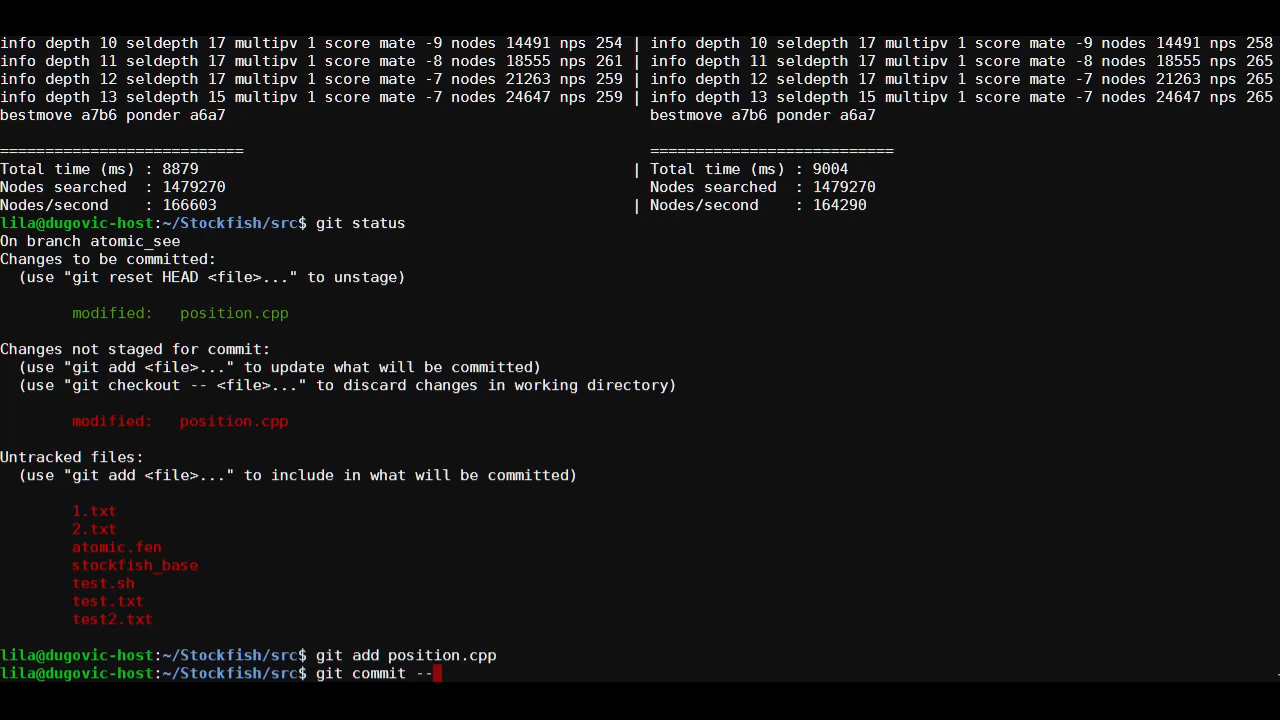 info depth 10 seldepth 17 multipv 1 score mate -9 nodes 14491 nps 254 | info depth 10 seldepth 17 multipv 1 score mate -9 nodes 14491 nps 258
info depth 11 seldepth 17 multipv 1 score mate -8 nodes 18555 nps 261 | info depth 11 seldepth 17 multipv 1 score mate -8 nodes 18555 nps 265
info depth 12 seldepth 17 multipv 1 score mate -7 nodes 21263 nps 259 | info depth 12 seldepth 17 multipv 1 score mate -7 nodes 21263 nps 265
info depth 13 seldepth 15 multipv 1 score mate -7 nodes 24647 nps 259 | info depth 13 seldepth 15 multipv 1 score mate -7 nodes 24647 nps 265
bestmove a7b6 ponder a6a7 bestmove a7b6 ponder a6a7
=========================== ===========================
Total time (ms) : 8879 | Total time (ms) : 9004
Nodes searched  : 1479270 Nodes searched  : 1479270
Nodes/second    : 166603 | Nodes/second    : 164290
lila@dugovic-host:~/Stockfish/src$ git status
On branch atomic_see
Changes to be committed:
  (use "git reset HEAD <file>..." to unstage)
modified:   position.cpp
Changes not staged for commit:
  (use "git add <file>..." to update what will be committed)
  (use "git checkout -- <file>..." to discard changes in working directory)
modified:   position.cpp
Untracked files:
  (use "git add <file>..." to include in what will be committed)
1.txt
2.txt
atomic.fen
stockfish_base
test.sh
test.txt
test2.txt
lila@dugovic-host:~/Stockfish/src$ git add position.cpp
lila@dugovic-host:~/Stockfish/src$ git commit --